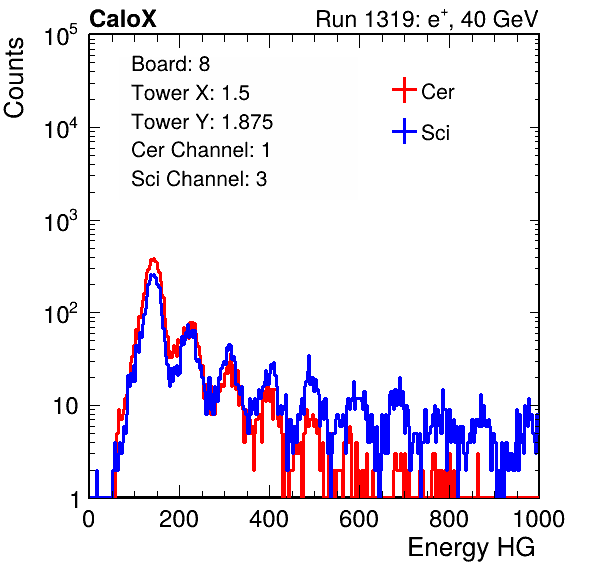 CaloX Run 1319: e⁺, 40 GeV
Counts
10⁵
10⁴
10³
10²
10
1
Board: 8
Tower X: 1.5
Tower Y: 1.875
Cer Channel: 1
Sci Channel: 3
Cer
Sci
0 200 400 600 800 1000
Energy HG